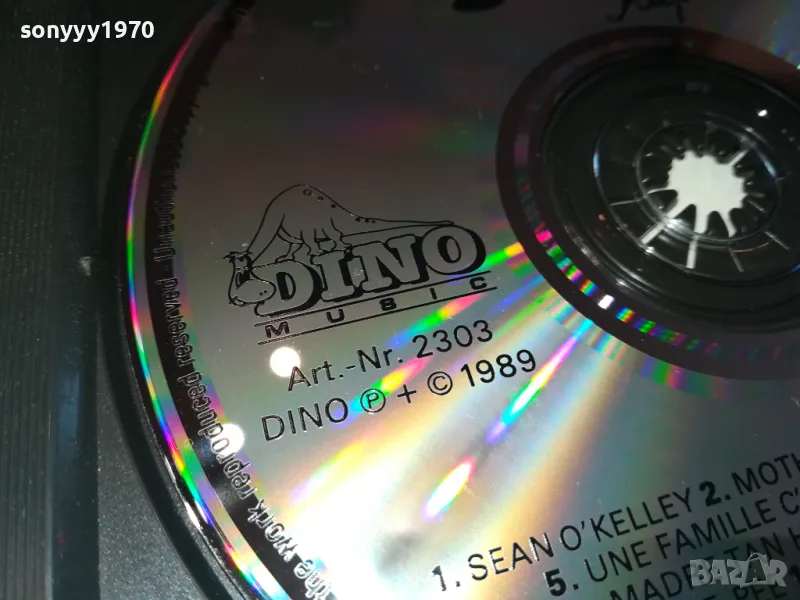 sonyyy1970
DINO
MUSIC
Art.-Nr. 2303
DINO Ⓟ + © 1989
the work reproduced reserved
1. SEAN O'KELLEY 2. MOTH
5. UNE FAMILLE C'
BAZAR